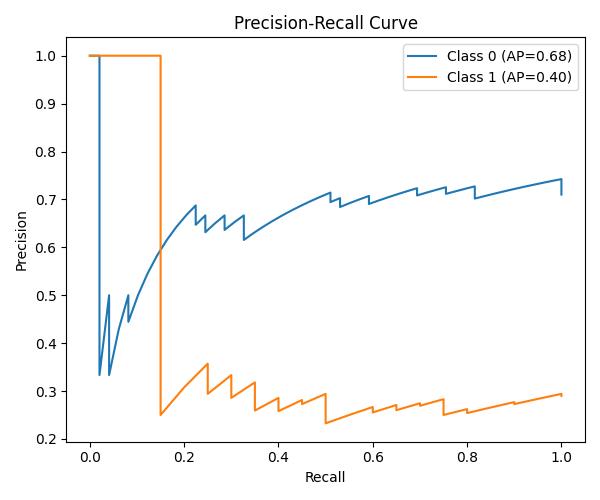 Precision-Recall Curve
Class 0 (AP=0.68)
Class 1 (AP=0.40)
Precision
1.0
0.9
0.8
0.7
0.6
0.5
0.4
0.3
0.2
0.0 0.2 0.4 0.6 0.8 1.0
Recall